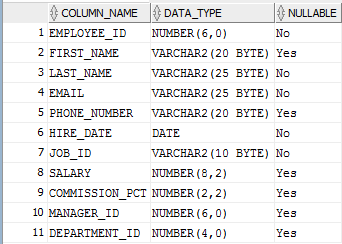 COLUMN_NAME DATA_TYPE NULLABLE
1 EMPLOYEE_ID NUMBER(6,0) No
2 FIRST_NAME VARCHAR2(20 BYTE) Yes
3 LAST_NAME VARCHAR2(25 BYTE) No
4 EMAIL VARCHAR2(25 BYTE) No
5 PHONE_NUMBER VARCHAR2(20 BYTE) Yes
6 HIRE_DATE DATE No
7 JOB_ID VARCHAR2(10 BYTE) No
8 SALARY NUMBER(8,2) Yes
9 COMMISSION_PCT NUMBER(2,2) Yes
10 MANAGER_ID NUMBER(6,0) Yes
11 DEPARTMENT_ID NUMBER(4,0) Yes